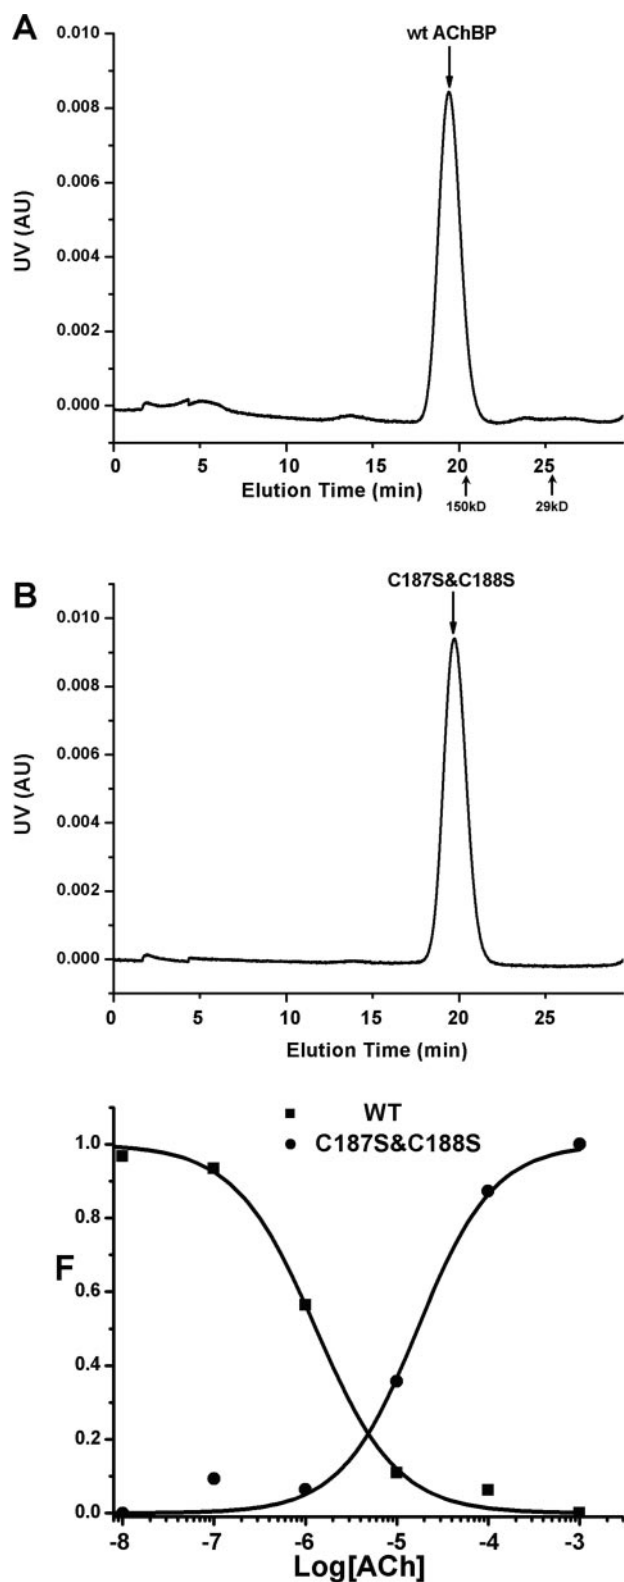 A
wt AChBP
0.010
0.008
0.006
0.004
0.002
0.000
UV (AU)
0 5 10 15 20 25
Elution Time (min)
150kD 29kD
B
C187S&C188S
0.010
0.008
0.006
0.004
0.002
0.000
UV (AU)
0 5 10 15 20 25
Elution Time (min)
WT
C187S&C188S
1.0
0.8
0.6
0.4
0.2
0.0
F
-8 -7 -6 -5 -4 -3
Log[ACh]